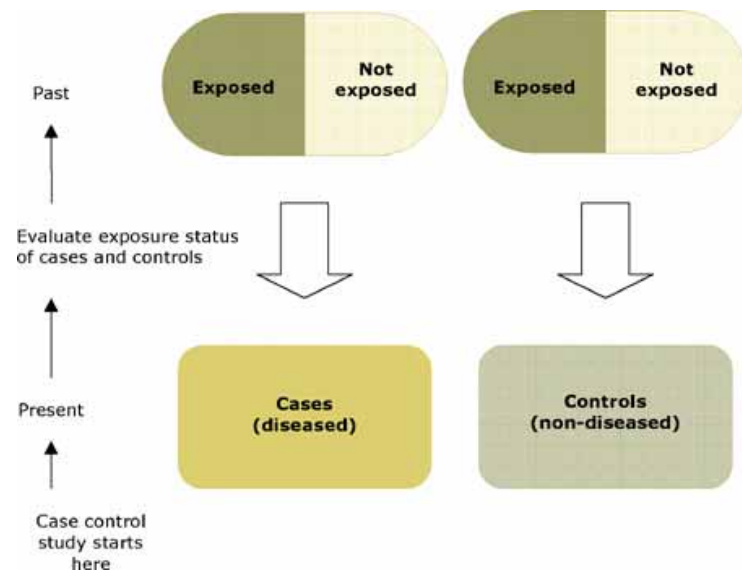 Past
Exposed
Not
exposed
Exposed
Not
exposed
Evaluate exposure status
of cases and controls
Present
Cases
(diseased)
Controls
(non-diseased)
Case control
study starts
here